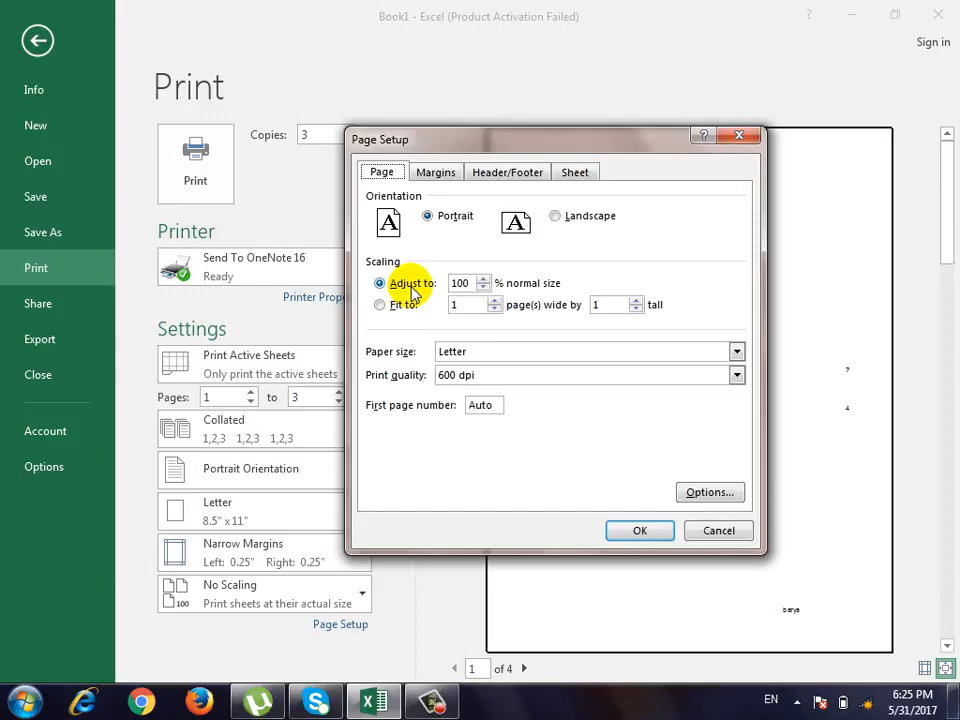 Book1 - Excel (Product Activation Failed)
Sign in
Info
New
Open
Save
Save As
Print
Share
Export
Close
Account
Options
Print
Print
Copies: 3
Printer
Send To OneNote 16
Ready
Printer Prop
Settings
Print Active Sheets
Only print the active sheets
Pages: 1 to 3
Collated
1,2,3 1,2,3 1,2,3
Portrait Orientation
Letter
8.5" x 11"
Narrow Margins
Left: 0.25" Right: 0.25"
No Scaling
Print sheets at their actual size
100
Page Setup
Page Setup
Page Margins Header/Footer Sheet
Orientation
A Portrait A Landscape
Scaling
Adjust to: 100 % normal size
Fit to: 1 page(s) wide by 1 tall
Paper size: Letter
Print quality: 600 dpi
First page number: Auto
Options...
OK Cancel
1 of 4
EN
6:25 PM
5/31/2017